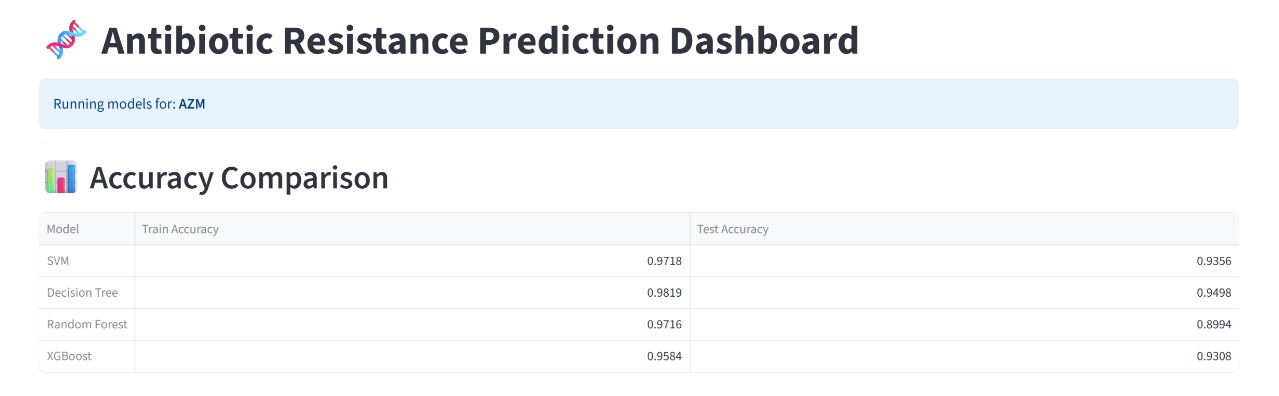 Antibiotic Resistance Prediction Dashboard
Running models for: AZM
Accuracy Comparison
Model Train Accuracy Test Accuracy
SVM 0.9718 0.9356
Decision Tree 0.9819 0.9498
Random Forest 0.9716 0.8994
XGBoost 0.9584 0.9308